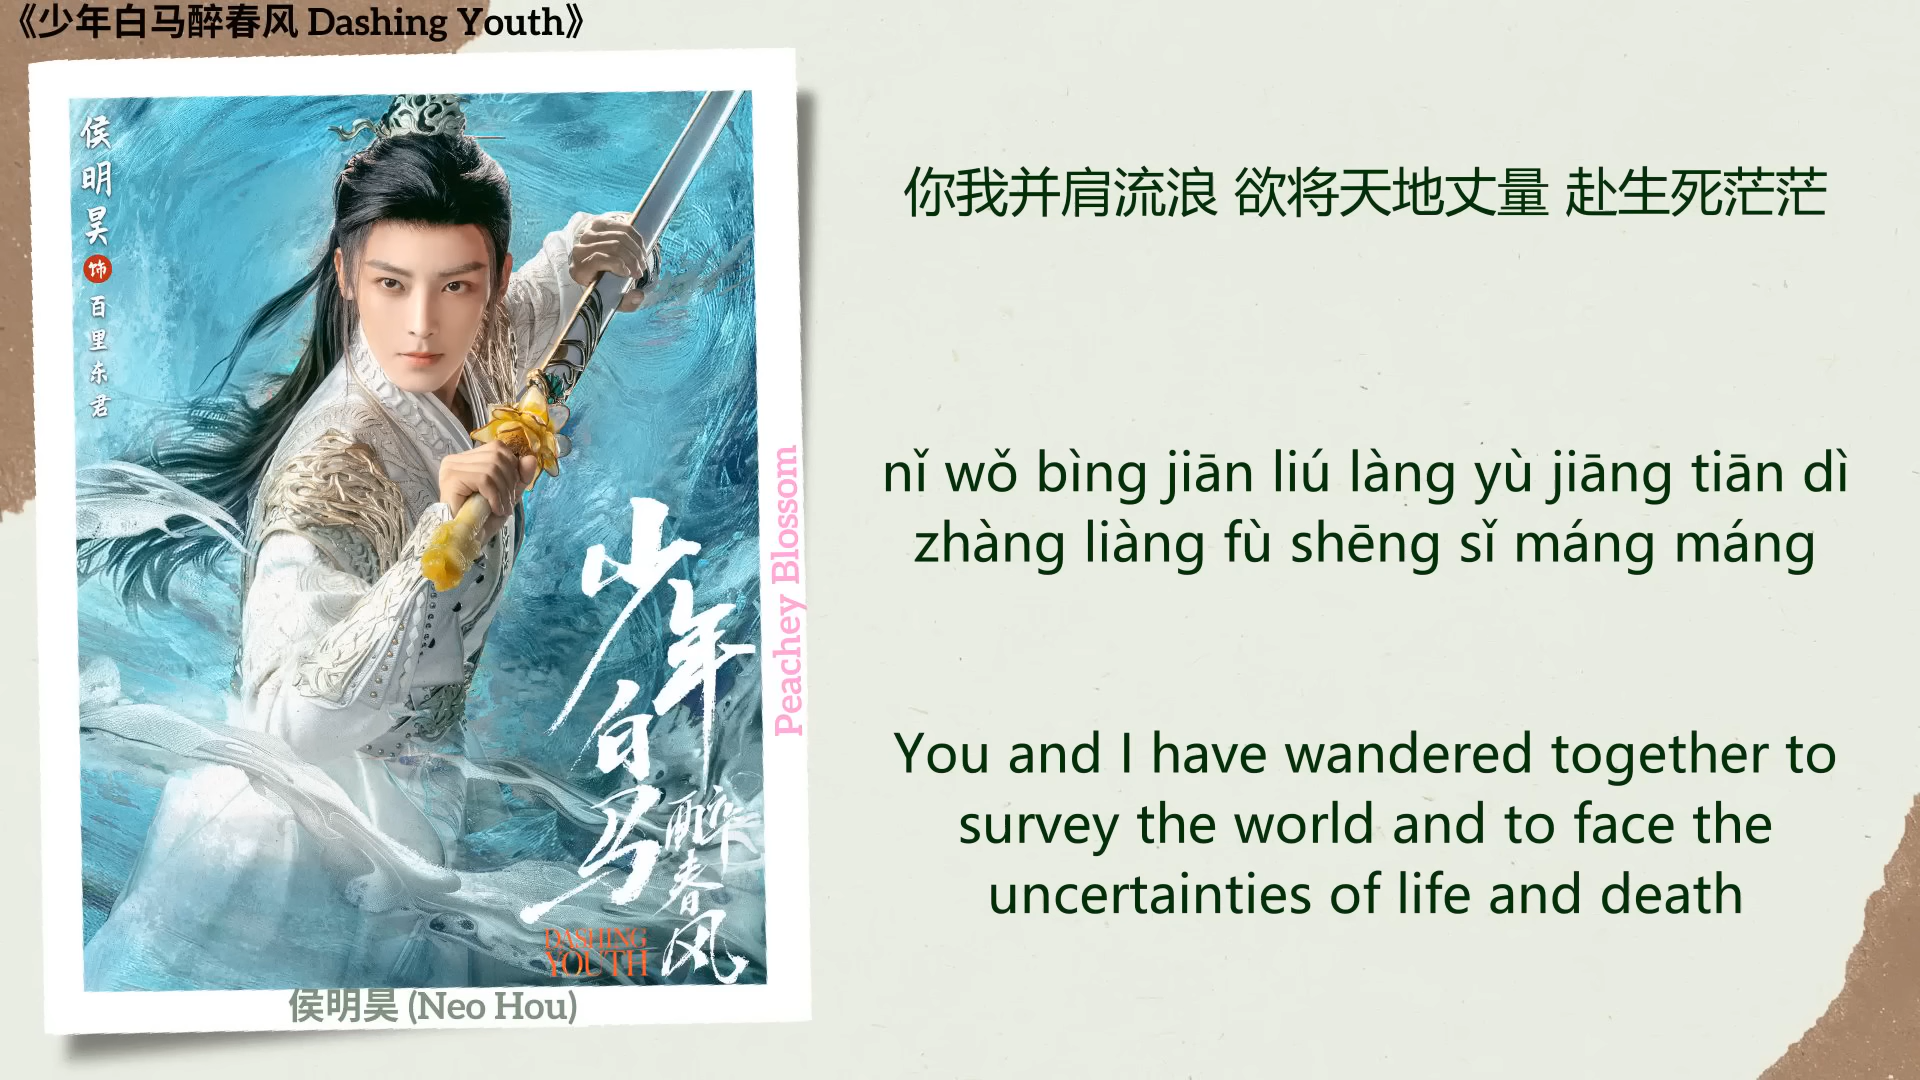 《少年白马醉春风 Dashing Youth》
侯明昊饰百里东君
少年白马醉春风
DASHING
YOUTH
Peachey Blossom
侯明昊 (Neo Hou)
你我并肩流浪 欲将天地丈量 赴生死茫茫
nǐ wǒ bìng jiān liú làng yù jiāng tiān dì
zhàng liàng fù shēng sǐ máng máng
You and I have wandered together to
survey the world and to face the
uncertainties of life and death